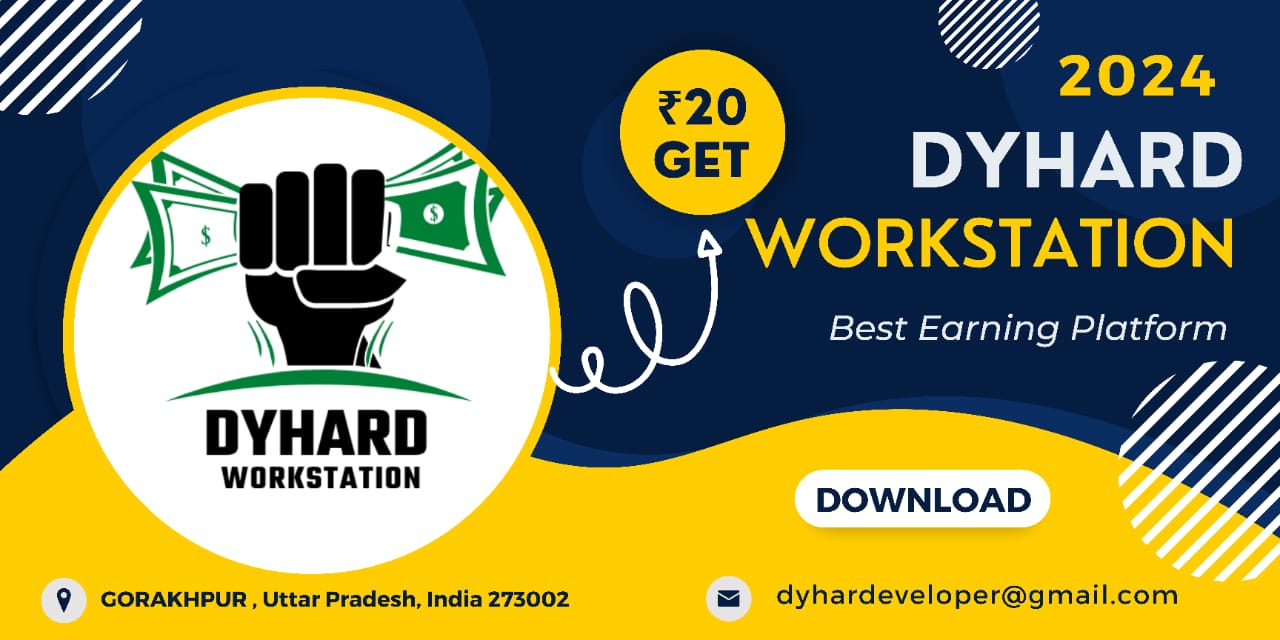 ₹20
GET
2024
DYHARD
WORKSTATION
Best Earning Platform
$ $
DYHARD
WORKSTATION
DOWNLOAD
GORAKHPUR , Uttar Pradesh, India 273002
dyhardeveloper@gmail.com